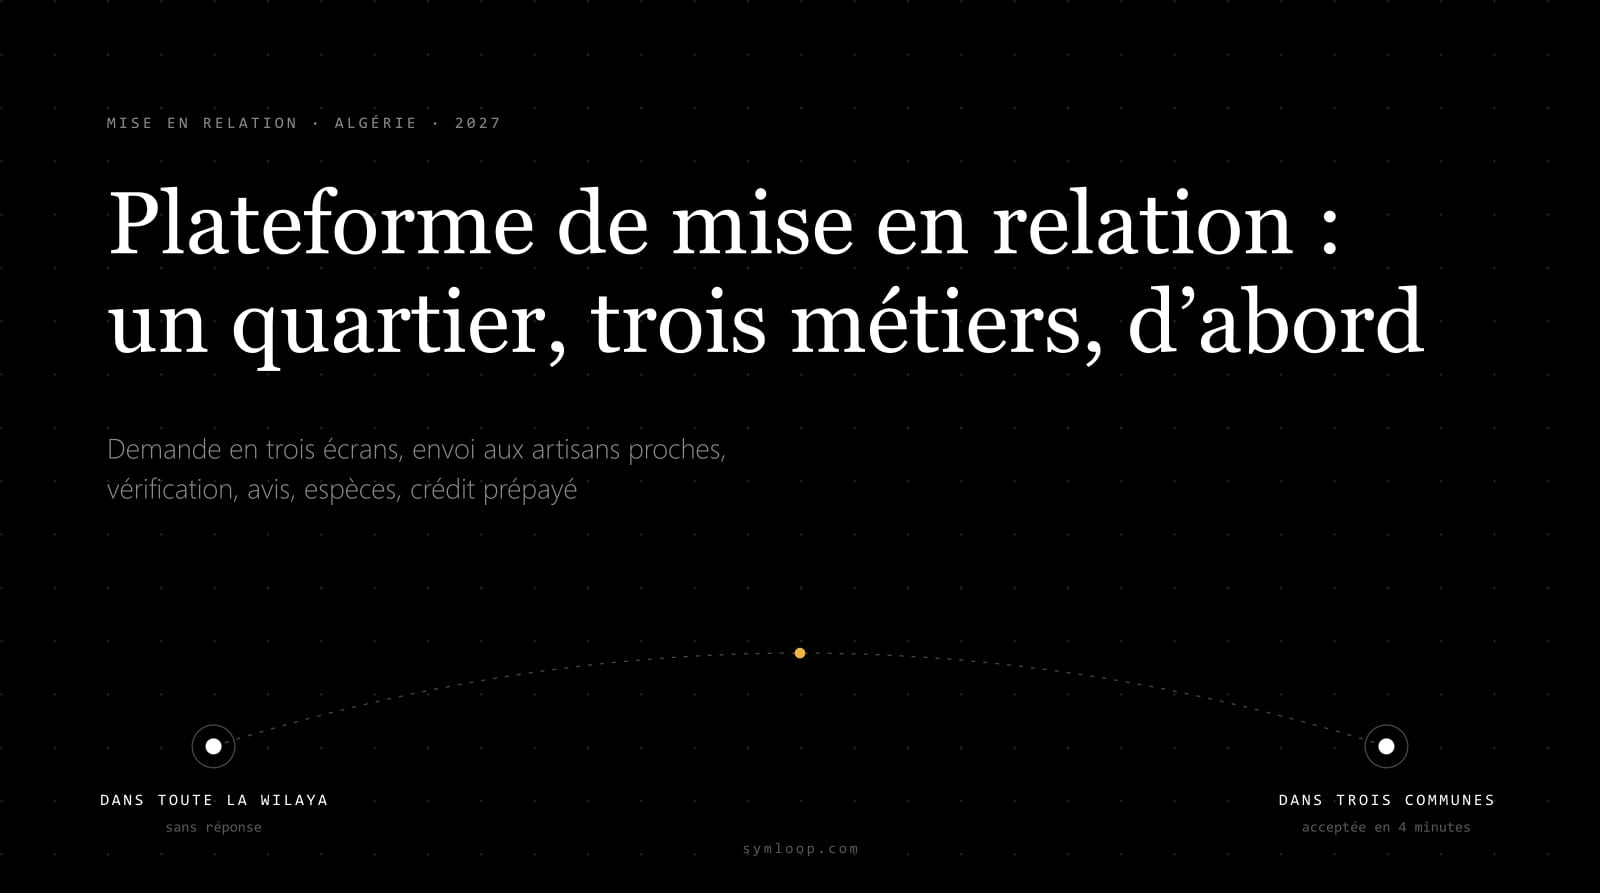 MISE EN RELATION · ALGÉRIE · 2027
Plateforme de mise en relation :
un quartier, trois métiers, d’abord
Demande en trois écrans, envoi aux artisans proches,
vérification, avis, espèces, crédit prépayé
DANS TOUTE LA WILAYA
sans réponse
DANS TROIS COMMUNES
acceptée en 4 minutes
symloop.com